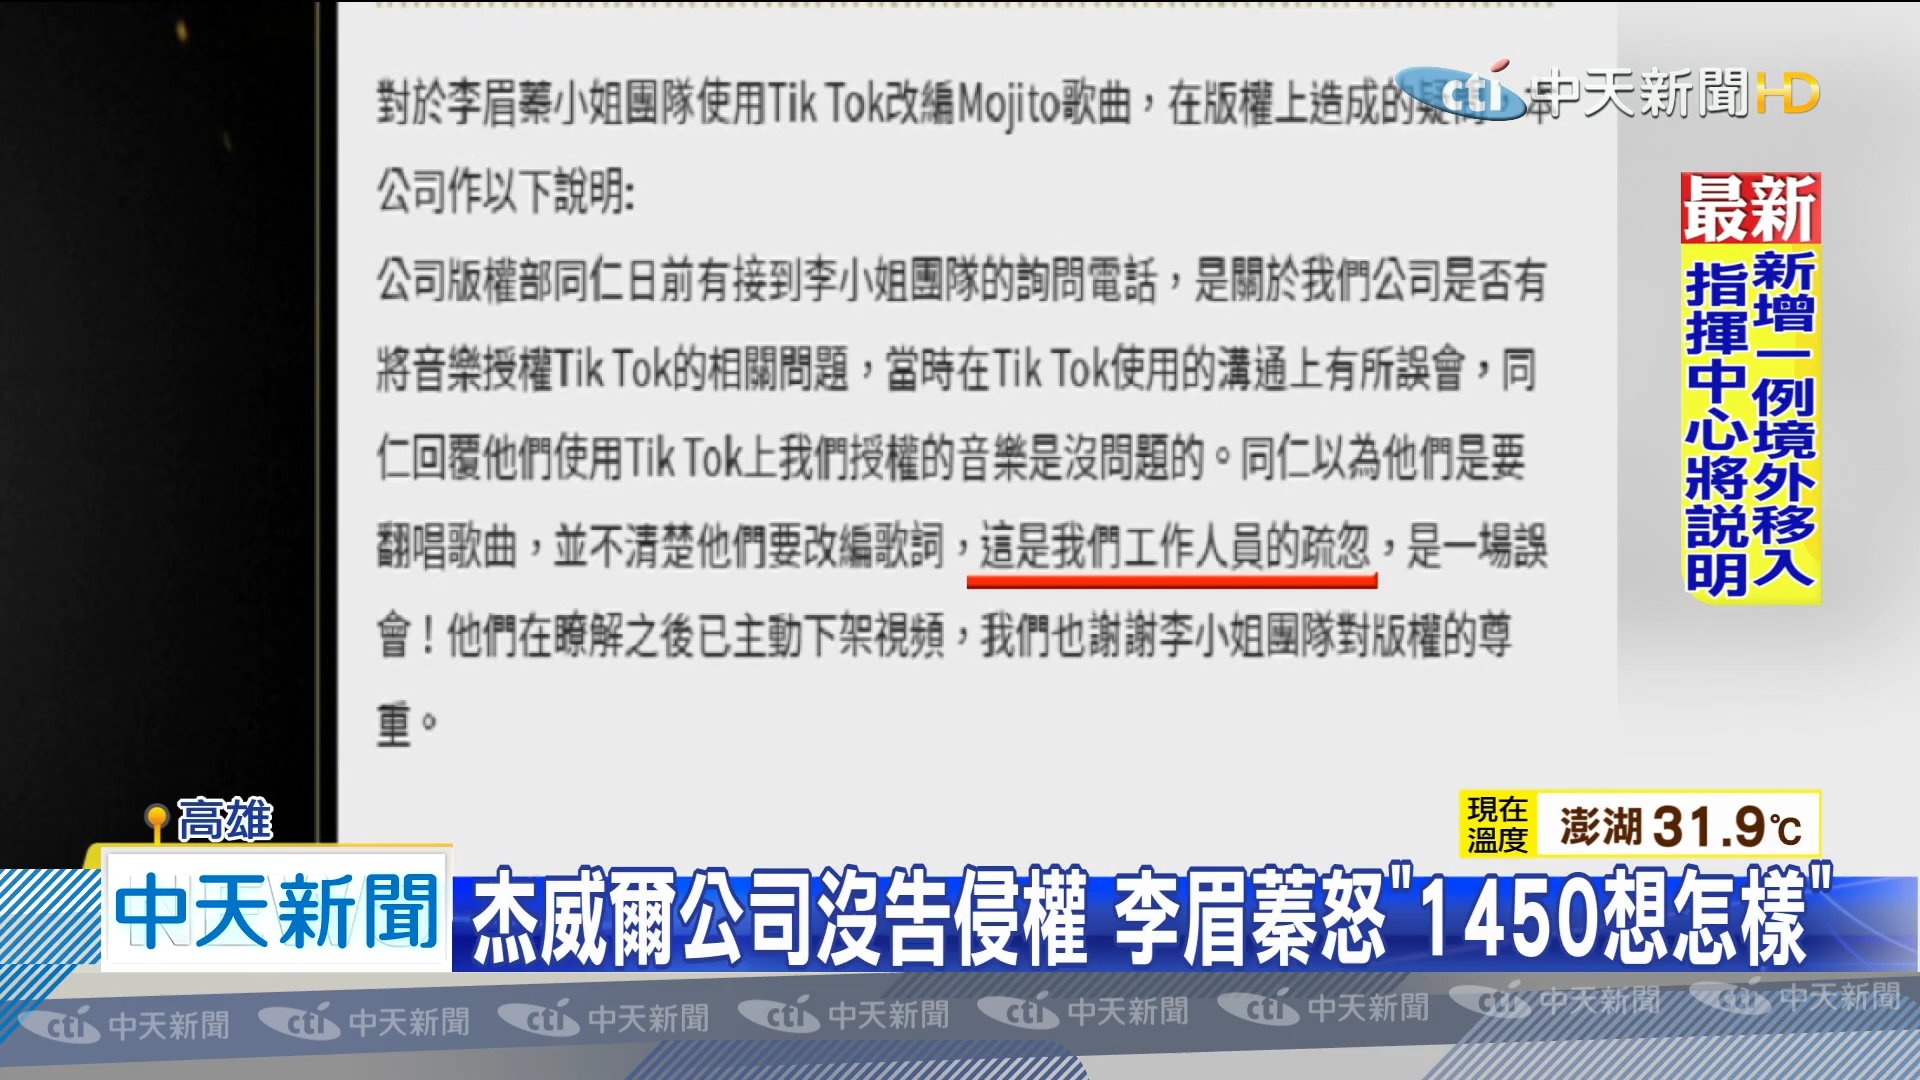 對於李眉蓁小姐團隊使用Tik Tok改編Mojito歌曲，在版權上造成的疑
公司作以下說明:
公司版權部同仁日前有接到李小姐團隊的詢問電話，是關於我們公司是否有
將音樂授權Tik Tok的相關問題，當時在Tik Tok使用的溝通上有所誤會，同
仁回覆他們使用Tik Tok上我們授權的音樂是沒問題的。同仁以為他們是要
翻唱歌曲，並不清楚他們要改編歌詞，這是我們工作人員的疏忽，是一場誤
會！他們在瞭解之後已主動下架視頻，我們也謝謝李小姐團隊對版權的尊
重。
cti 中天新聞HD
最新
新增一例境外移入
指揮中心將說明
現在溫度
澎湖 31.9℃
高雄
中天新聞
杰威爾公司沒告侵權 李眉蓁怒"1450想怎樣"
cti 中天新聞 cti 中天新聞 cti 中天新聞 cti 中天新聞 cti 中天新聞 cti 中天新聞 cti 中天新聞 cti 中天新聞